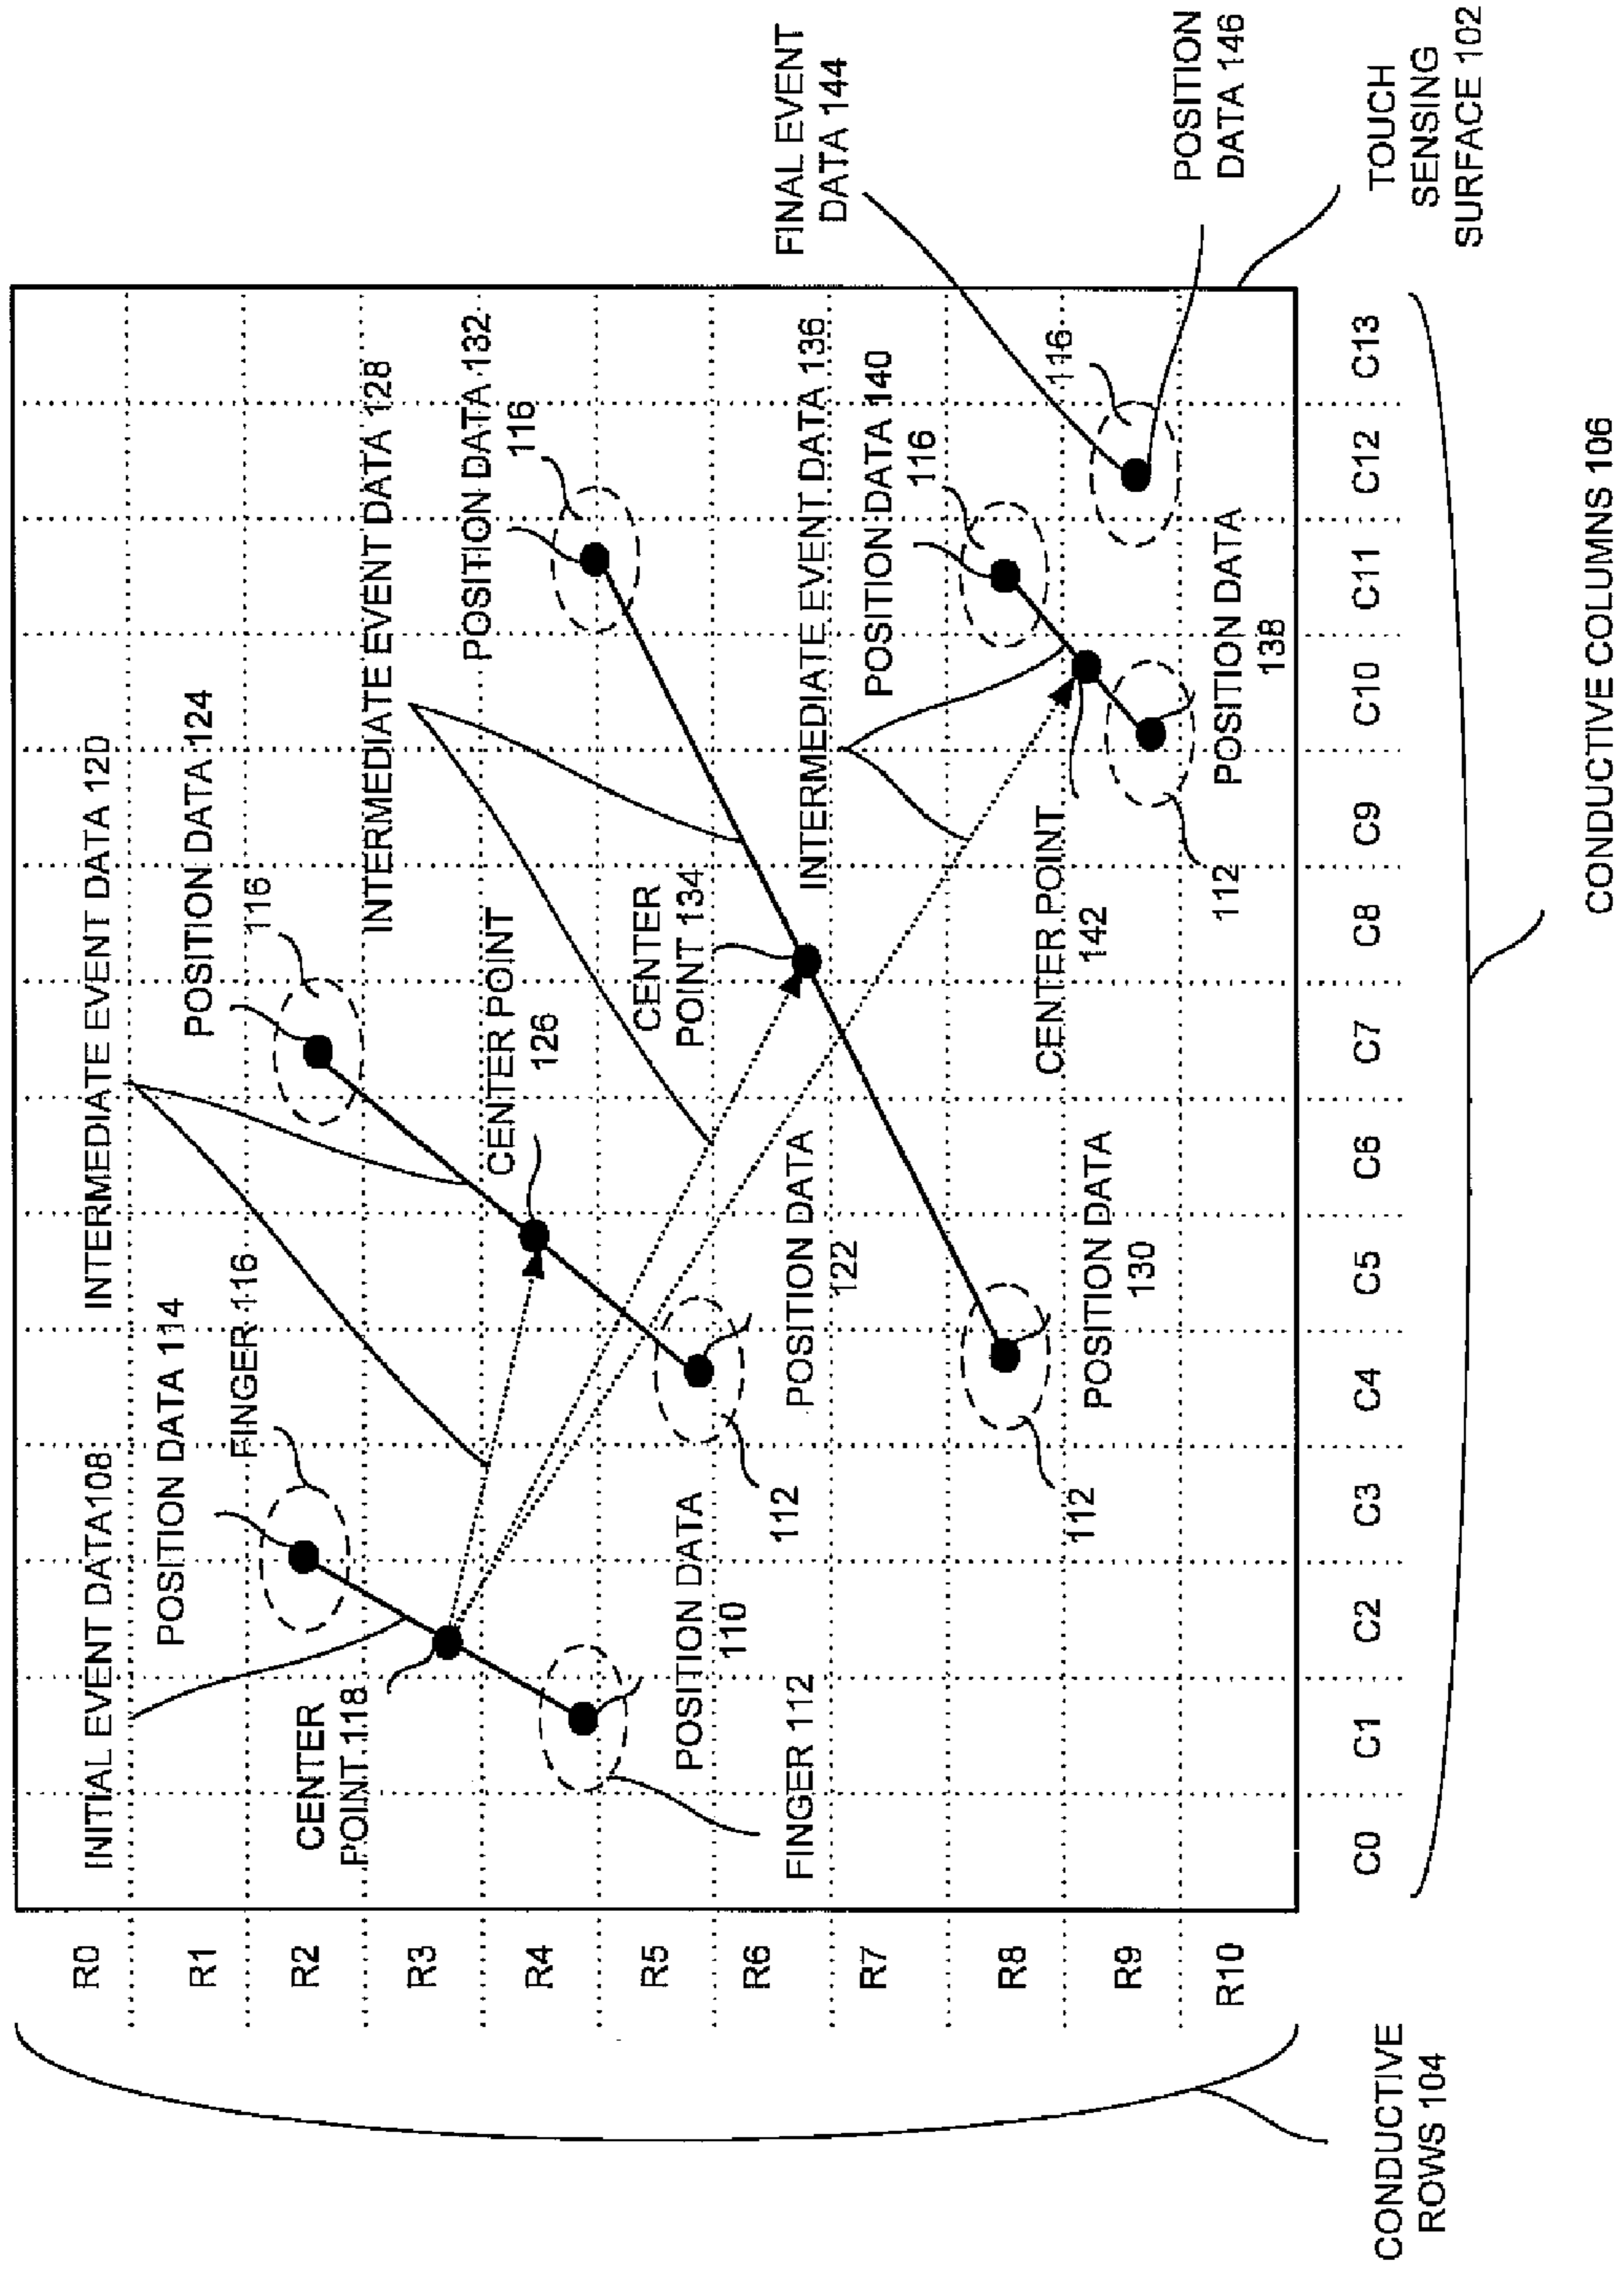 INITIAL EVENT DATA 108
INTERMEDIATE EVENT DATA 120
POSITION DATA 114
FINGER 116
POSITION DATA 124
116
CENTER
POINT 118
INTERMEDIATE EVENT DATA 128
POSITION DATA 132
116
CENTER POINT
126
CENTER
POINT 134
POSITION DATA
110
FINGER 112
112
POSITION DATA
122
INTERMEDIATE EVENT DATA 136
POSITION DATA 140
116
CENTER POINT
142
112
POSITION DATA
130
112
POSITION DATA
138
116
FINAL EVENT
DATA 144
POSITION
DATA 146
TOUCH
SENSING
SURFACE 102
R0
R1
R2
R3
R4
R5
R6
R7
R8
R9
R10
CONDUCTIVE
ROWS 104
C0 C1 C2 C3 C4 C5 C6 C7 C8 C9 C10 C11 C12 C13
CONDUCTIVE COLUMNS 106